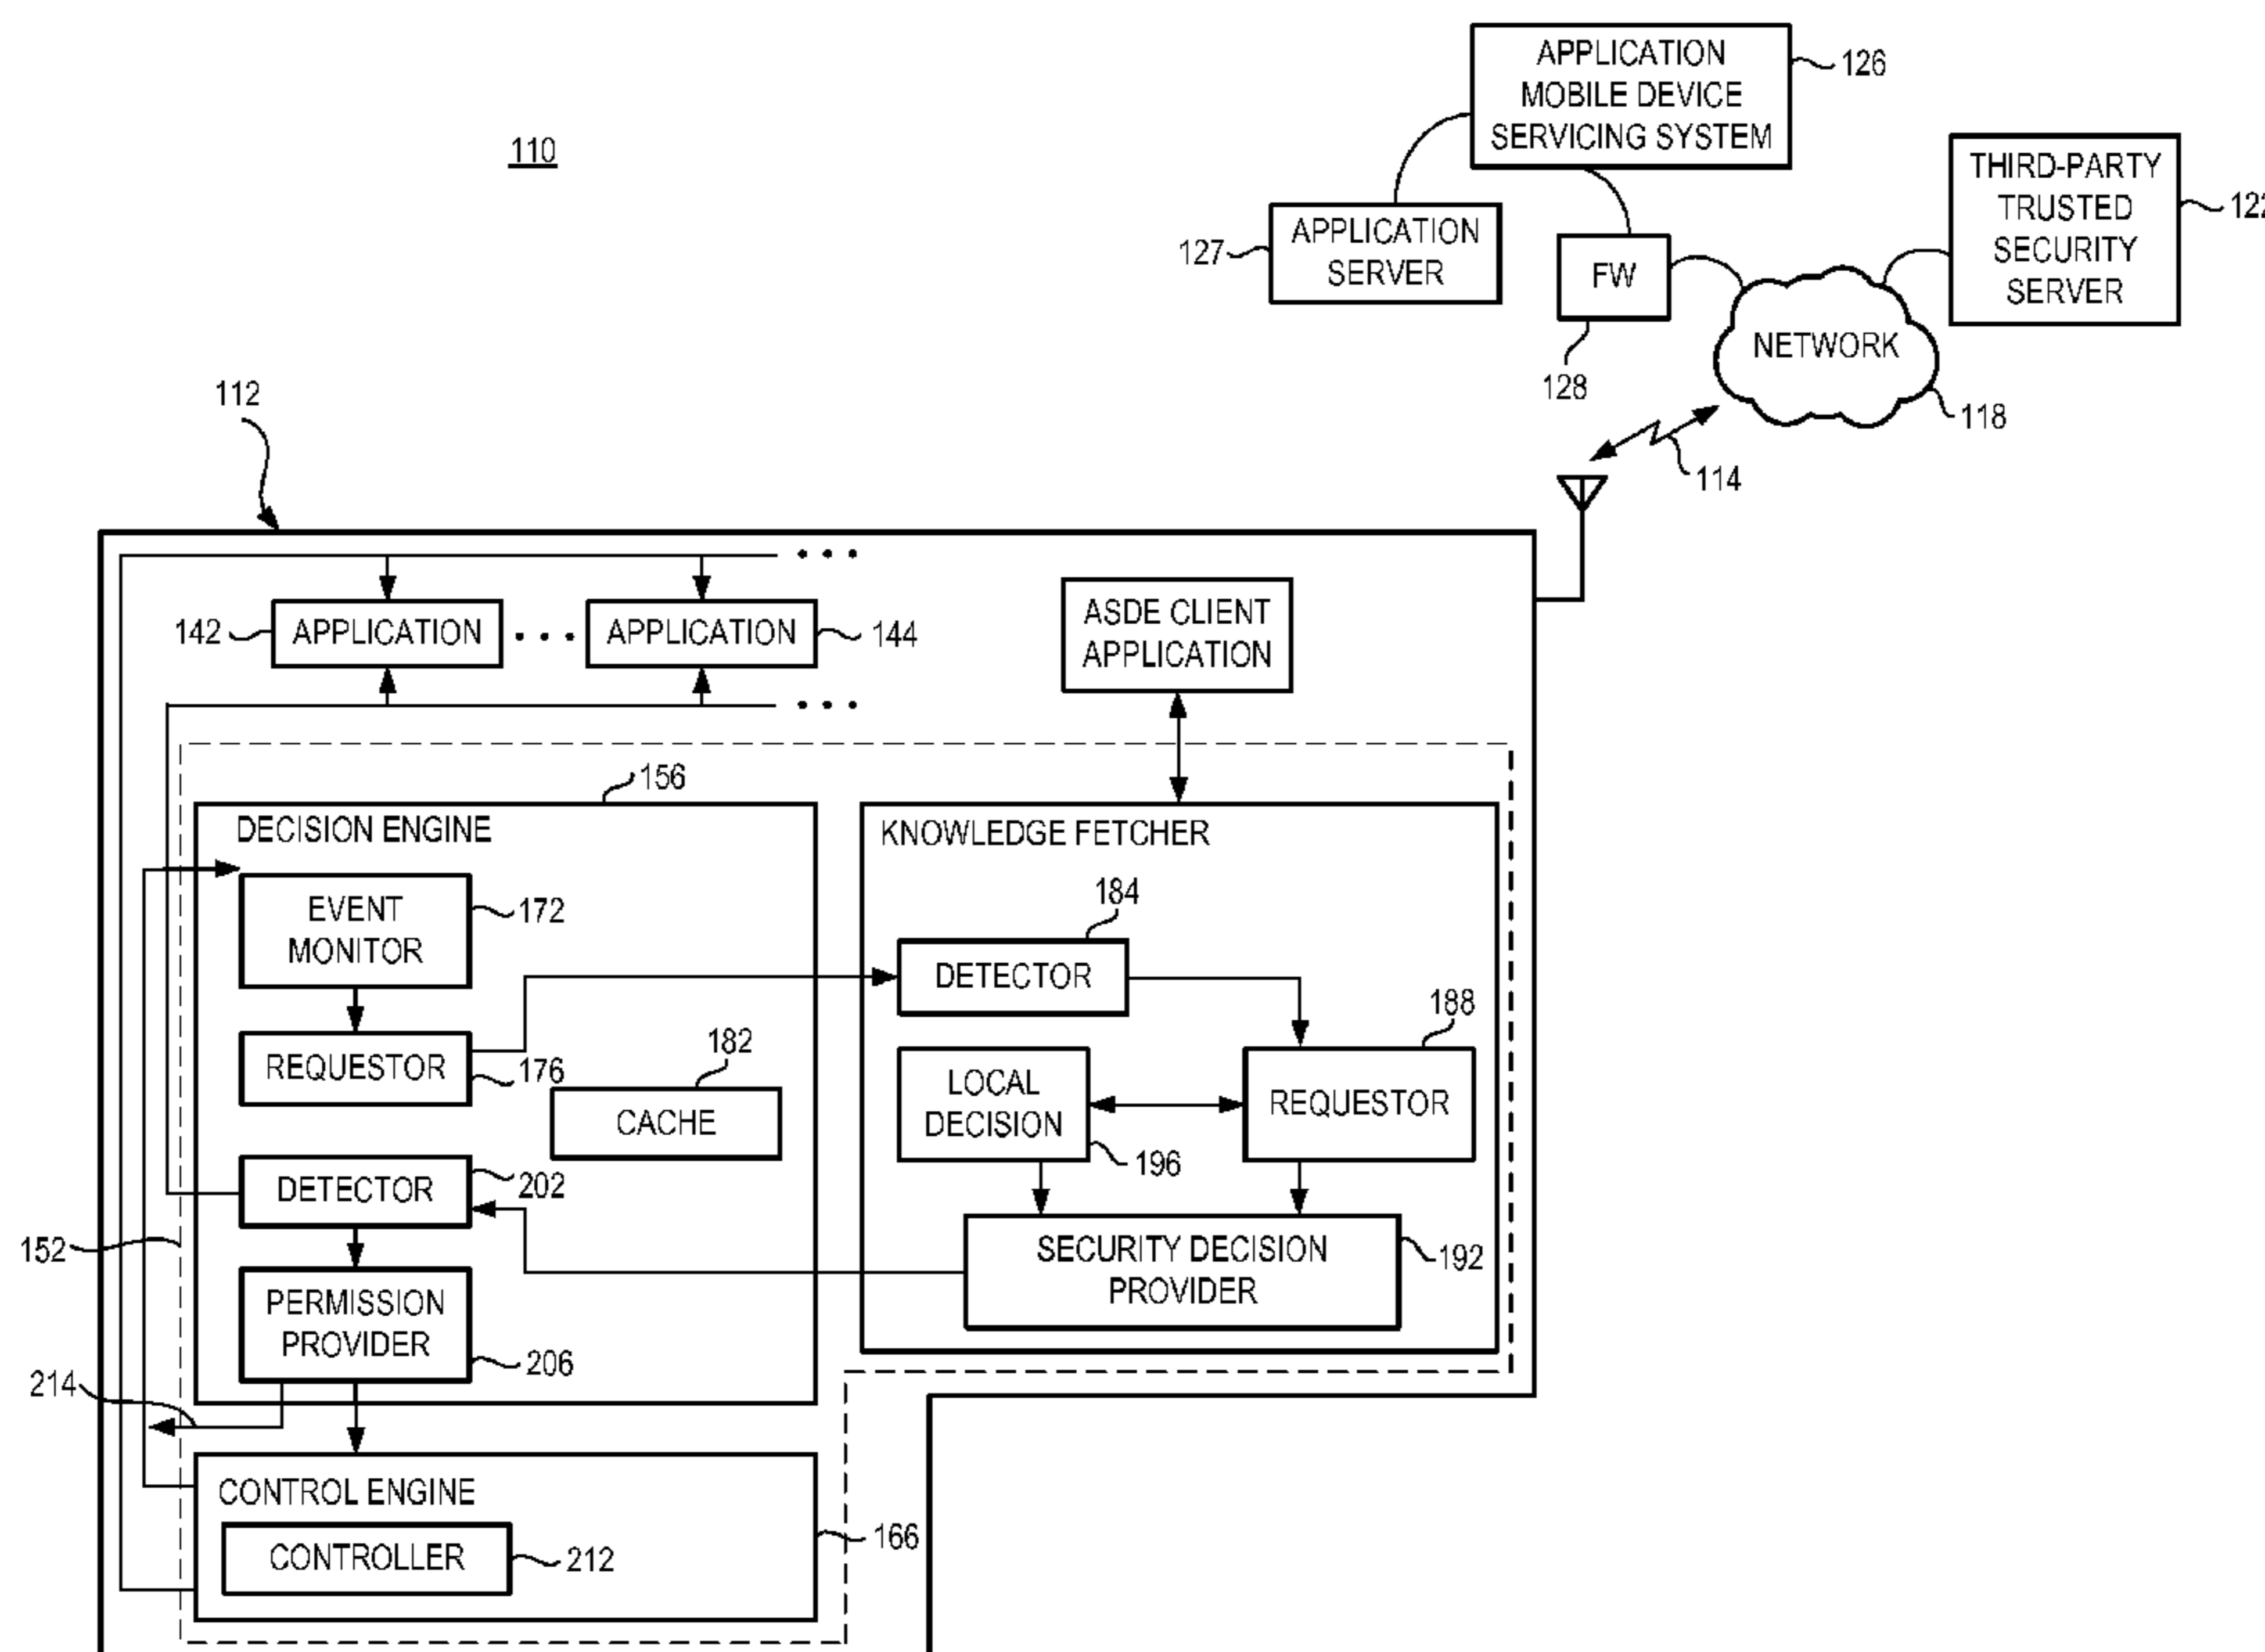 110
APPLICATION
MOBILE DEVICE
SERVICING SYSTEM
126
THIRD-PARTY
TRUSTED
SECURITY
SERVER
122
127
APPLICATION
SERVER
FW
128
NETWORK
118
114
112
142
APPLICATION
• • •
APPLICATION
144
• • •
• • •
ASDE CLIENT
APPLICATION
156
DECISION ENGINE
EVENT
MONITOR
172
REQUESTOR
176
182
CACHE
DETECTOR
202
152
PERMISSION
PROVIDER
206
214
KNOWLEDGE FETCHER
184
DETECTOR
188
LOCAL
DECISION
196
REQUESTOR
SECURITY DECISION
PROVIDER
192
CONTROL ENGINE
166
CONTROLLER
212